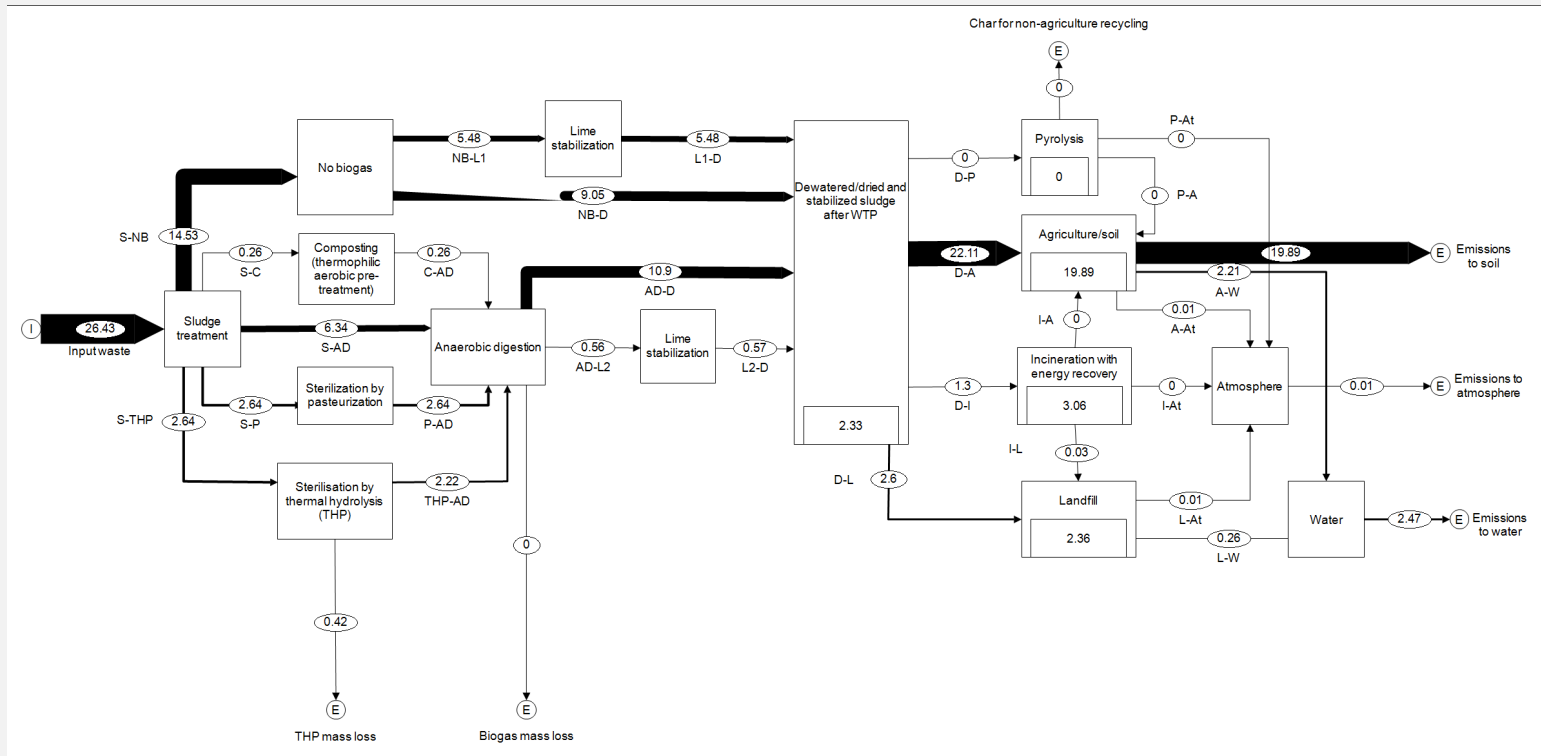 Char for non-agriculture recycling
E
0
P-At
0
Pyrolysis
0
0
D-P
0
P-A
5.48
NB-L1
Lime
stabilization
5.48
L1-D
No biogas
9.05
NB-D
Dewatered/dried and
stabilized sludge
after WTP
2.33
S-NB
14.53
0.26
S-C
Composting
(thermophilic
aerobic pre-
treatment)
0.26
C-AD
10.9
AD-D
22.11
D-A
Agriculture/soil
19.89
19.89
E
Emissions
to soil
2.21
A-W
0.01
A-At
I-A
0
I
26.43
Input waste
Sludge
treatment
6.34
S-AD
Anaerobic digestion
0.56
AD-L2
Lime
stabilization
0.57
L2-D
1.3
D-I
Incineration with
energy recovery
3.06
0
I-At
Atmosphere
0.01
E
Emissions to
atmosphere
S-THP
2.64
2.64
S-P
Sterilization by
pasteurization
2.64
P-AD
I-L
0.03
Sterilisation by
thermal hydrolysis
(THP)
2.22
THP-AD
D-L
2.6
Landfill
2.36
0.01
L-At
0.26
L-W
Water
2.47
E
Emissions
to water
0
0.42
E
THP mass loss
E
Biogas mass loss